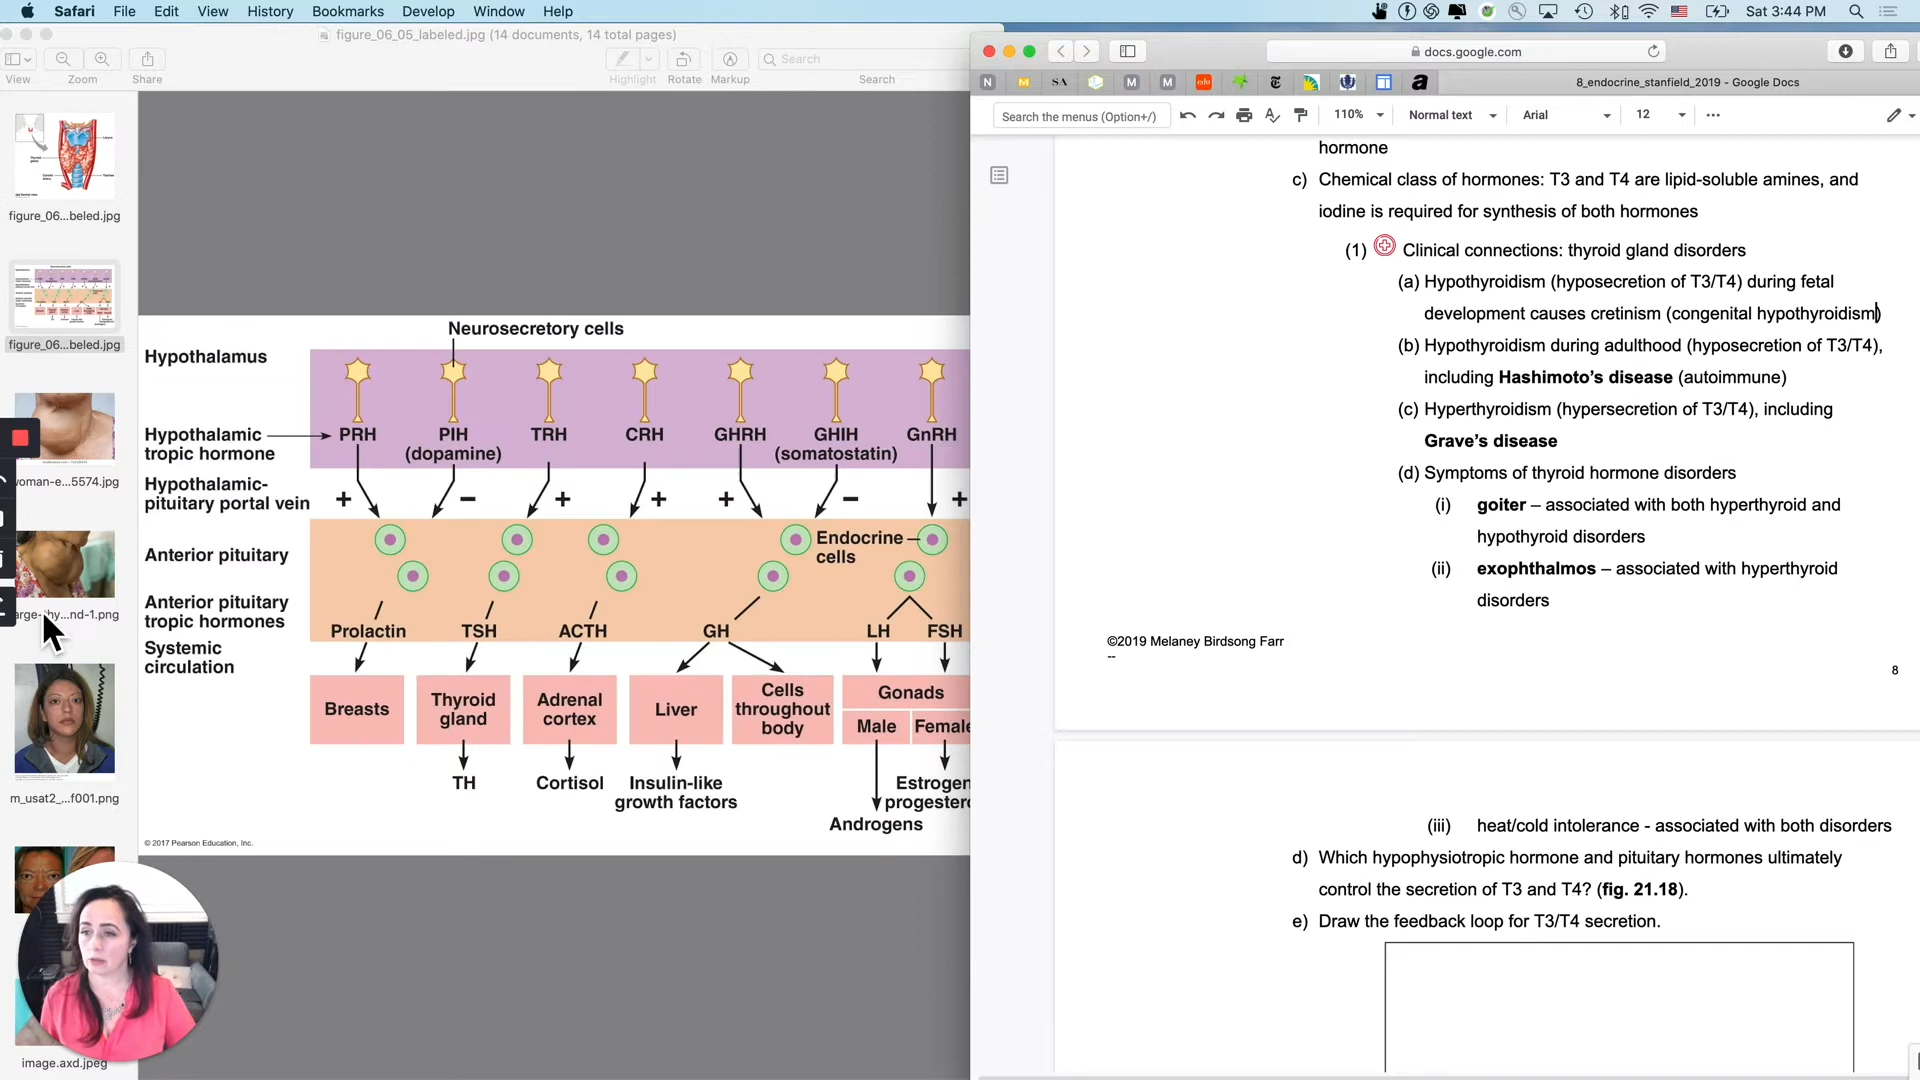 Safari File Edit View History Bookmarks Develop Window Help Sat 3:44 PM
figure_06_05_labeled.jpg (14 documents, 14 total pages)
View Zoom Share Highlight Rotate Markup Search
Search
figure_06...beled.jpg
figure_06...beled.jpg
woman-e...5574.jpg
arge-thy...nd-1.png
m_usat2_...f001.png
image.axd.jpeg
Neurosecretory cells
Hypothalamus
Hypothalamic
tropic hormone
PRH PIH TRH CRH GHRH GHIH GnRH
(dopamine) (somatostatin)
Hypothalamic-
pituitary portal vein
+ − + + + − +
Anterior pituitary
Endocrine
cells
Anterior pituitary
tropic hormones
Prolactin TSH ACTH GH LH FSH
Systemic
circulation
Breasts
Thyroid
gland
Adrenal
cortex
Liver
Cells
throughout
body
Gonads
Male Female
TH
Cortisol
Insulin-like
growth factors
Estrogen
progester
Androgens
© 2017 Pearson Education, Inc.
docs.google.com
N SA M M edu T a 8_endocrine_stanfield_2019 - Google Docs
Search the menus (Option+/) 110% Normal text Arial 12
hormone
c) Chemical class of hormones: T3 and T4 are lipid-soluble amines, and
iodine is required for synthesis of both hormones
(1) Clinical connections: thyroid gland disorders
(a) Hypothyroidism (hyposecretion of T3/T4) during fetal
development causes cretinism (congenital hypothyroidism)
(b) Hypothyroidism during adulthood (hyposecretion of T3/T4),
including Hashimoto's disease (autoimmune)
(c) Hyperthyroidism (hypersecretion of T3/T4), including
Grave's disease
(d) Symptoms of thyroid hormone disorders
(i) goiter – associated with both hyperthyroid and
hypothyroid disorders
(ii) exophthalmos – associated with hyperthyroid
disorders
©2019 Melaney Birdsong Farr
--
8
(iii) heat/cold intolerance - associated with both disorders
d) Which hypophysiotropic hormone and pituitary hormones ultimately
control the secretion of T3 and T4? (fig. 21.18).
e) Draw the feedback loop for T3/T4 secretion.